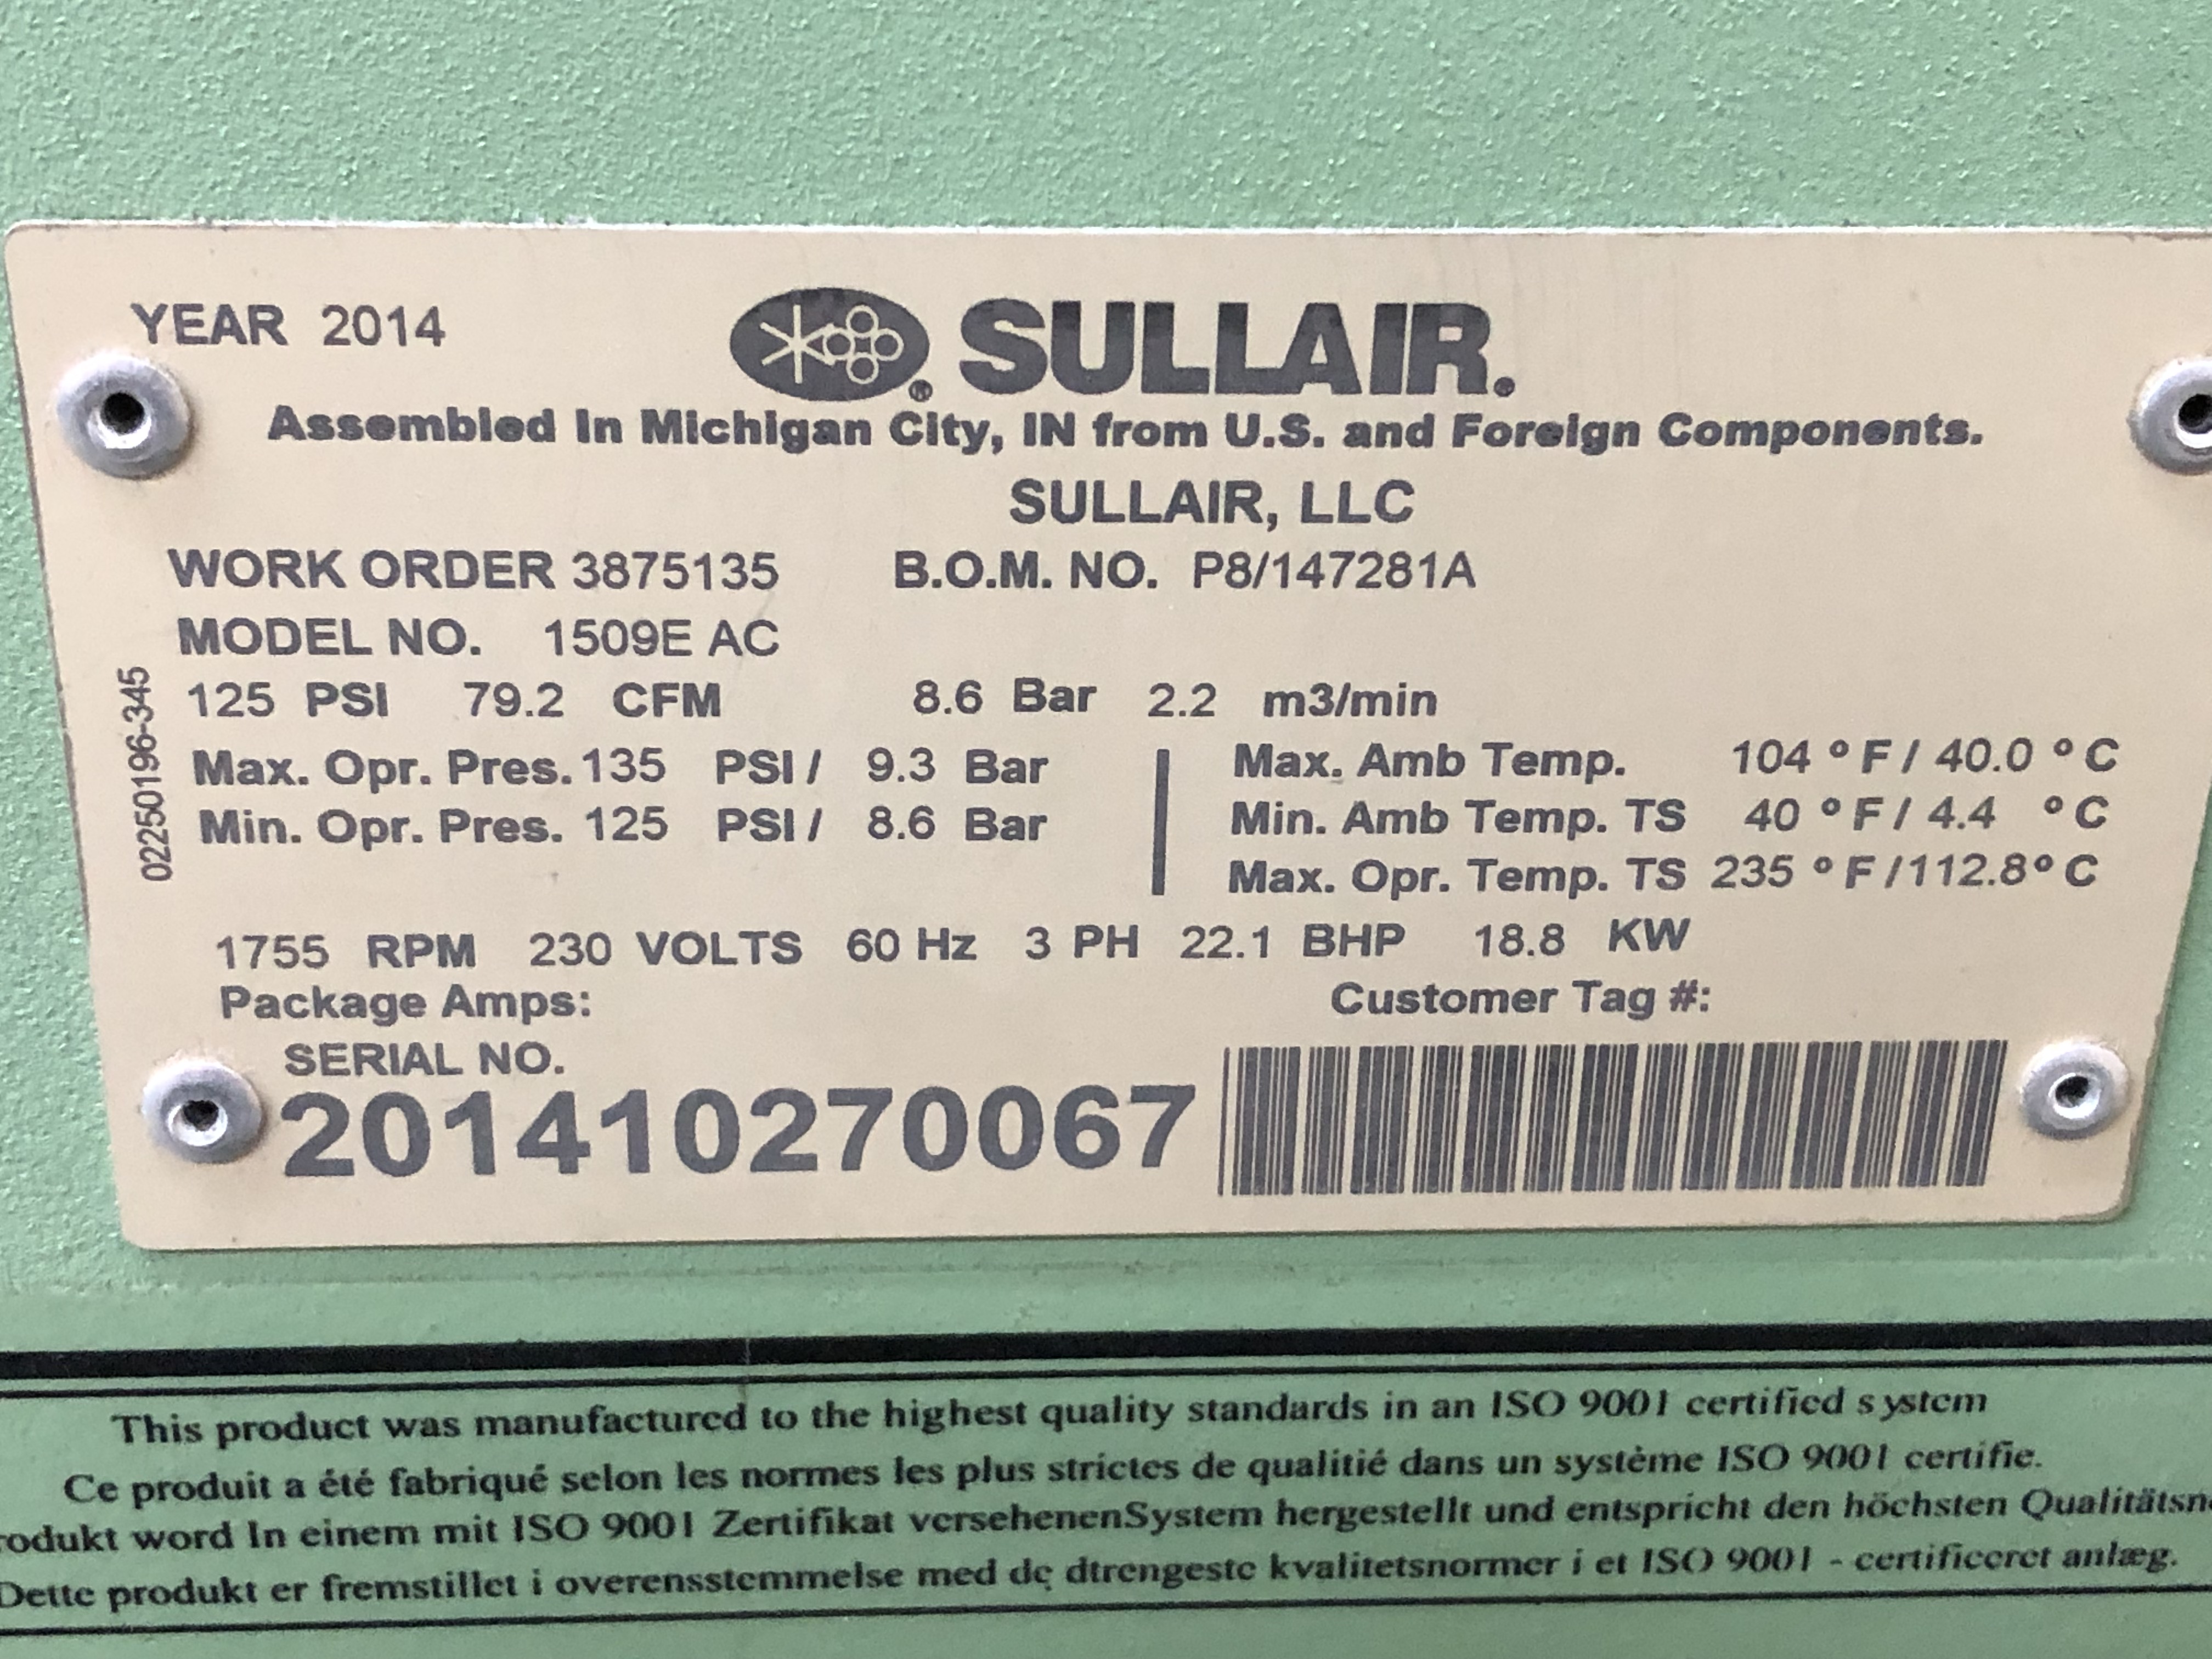 YEAR 2014
SULLAIR.
Assembled In Michigan City, IN from U.S. and Foreign Components.
SULLAIR, LLC
WORK ORDER 3875135 B.O.M. NO. P8/147281A
MODEL NO. 1509E AC
125 PSI 79.2 CFM 8.6 Bar 2.2 m3/min
Max. Opr. Pres. 135 PSI / 9.3 Bar
Min. Opr. Pres. 125 PSI / 8.6 Bar
Max. Amb Temp. 104 °F / 40.0 °C
Min. Amb Temp. TS 40 °F / 4.4 °C
Max. Opr. Temp. TS 235 °F / 112.8°C
02250196-345
1755 RPM 230 VOLTS 60 Hz 3 PH 22.1 BHP 18.8 KW
Package Amps: Customer Tag #:
SERIAL NO.
201410270067
This product was manufactured to the highest quality standards in an ISO 9001 certified system
Ce produit a été fabriqué selon les normes les plus strictes de qualitié dans un système ISO 9001 certifie.
rodukt word In einem mit ISO 9001 Zertifikat versehenenSystem hergestellt und entspricht den höchsten Qualitätsn
Dette produkt er fremstillet i overensstemmelse med de dtrengeste kvalitetsnormer i et ISO 9001 - certificeret anlæg.